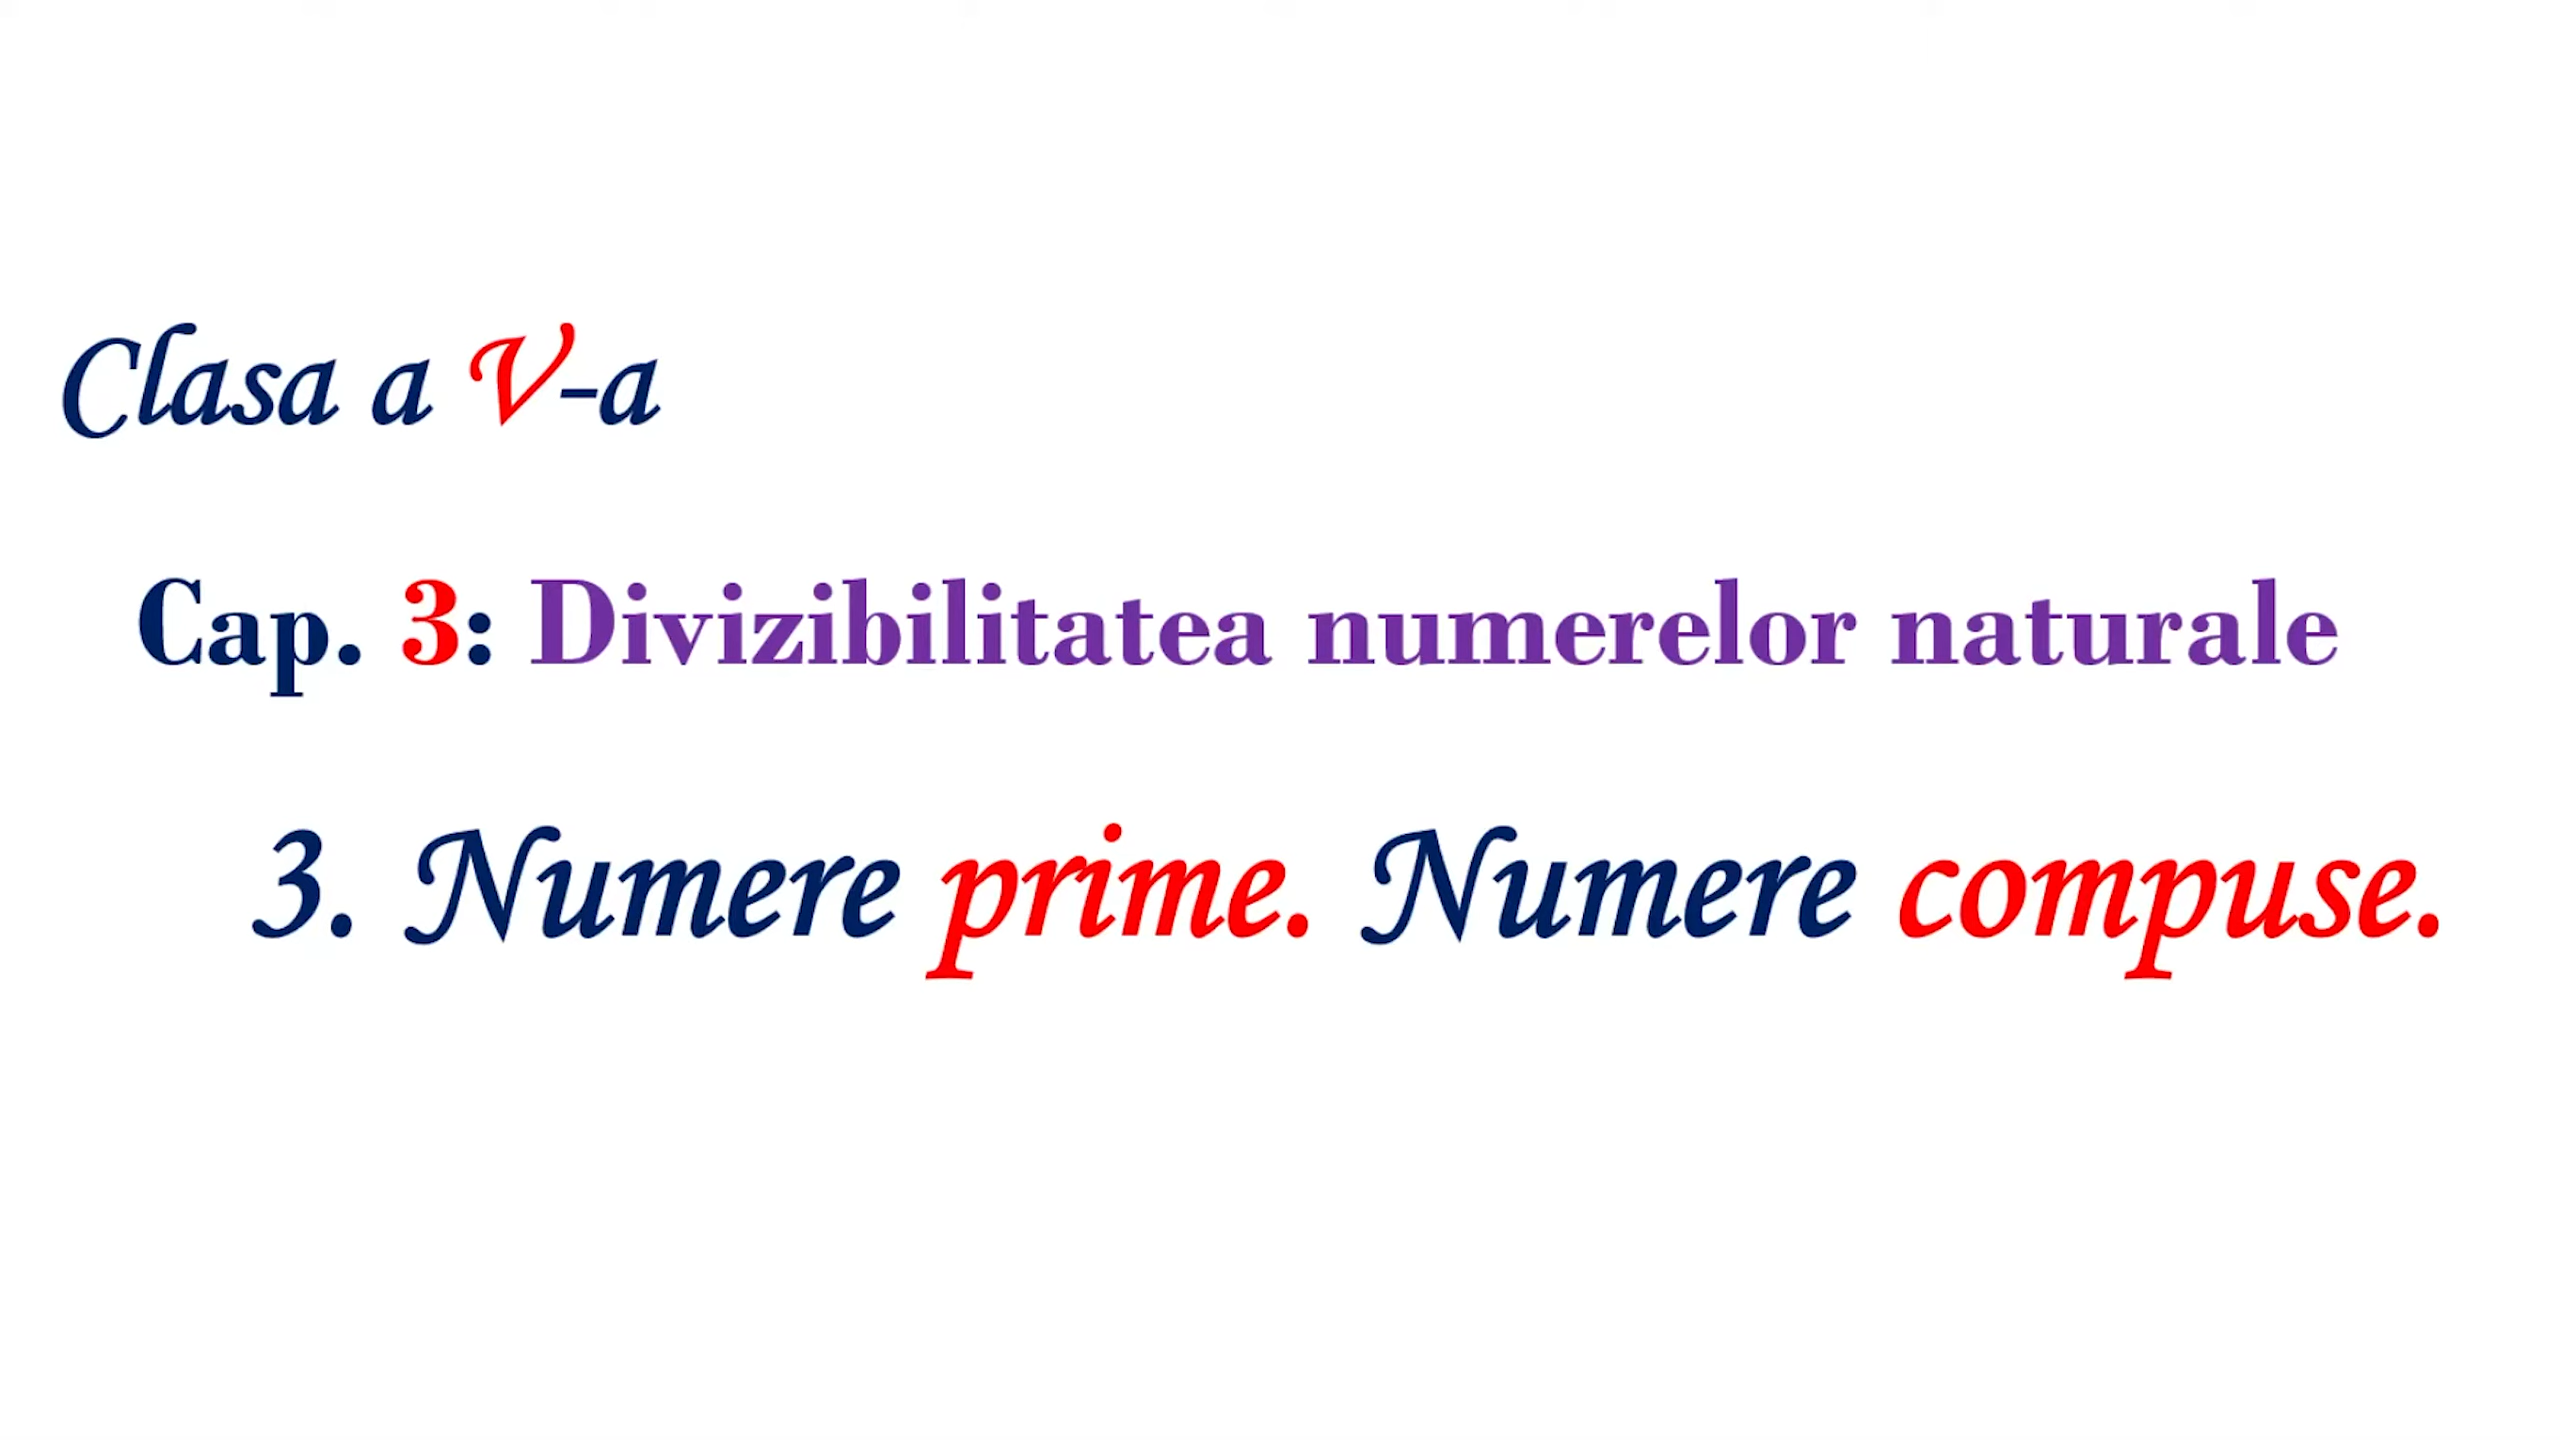 Clasa a V-a
Cap. 3: Divizibilitatea numerelor naturale
3. Numere prime. Numere compuse.